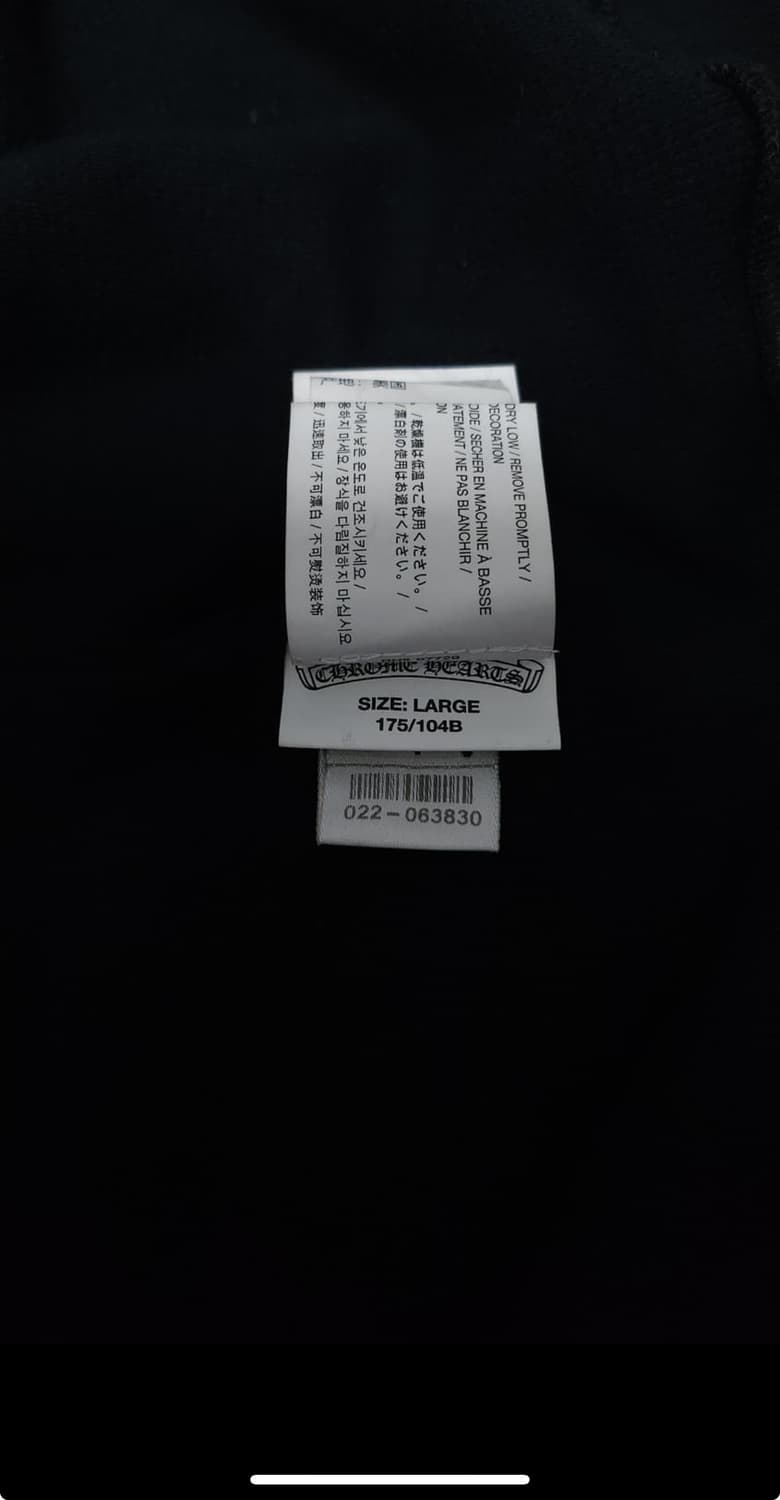 DRY LOW / REMOVE PROMPTLY /
DECORATION
OIDE / SECHER EN MACHINE À BASSE
ATEMENT / NE PAS BLANCHIR /
ON
。/乾燥機は低温でご使用ください。/
/漂白剤の使用はお避けください。/
기에서 낮은 온도로 건조시키세요 /
용하지 마세요 / 장식을 다림질하지 마십시요
/ 迅速取出 / 不可漂白 / 不可熨烫装饰
CHROME HEARTS
SIZE: LARGE
175/104B
022-063830